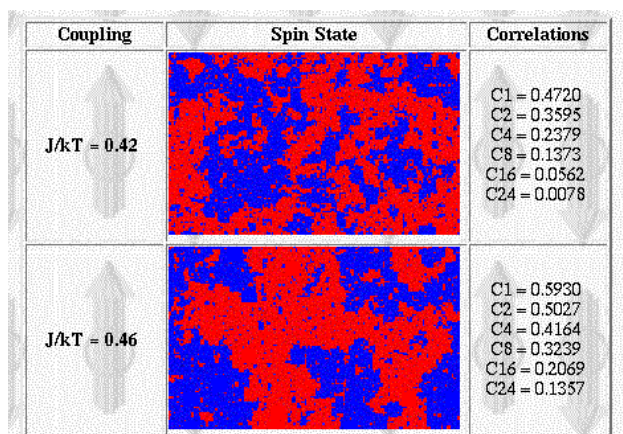 Coupling Spin State Correlations
J/kT = 0.42
C1 = 0.4720
C2 = 0.3595
C4 = 0.2379
C8 = 0.1373
C16 = 0.0562
C24 = 0.0078
J/kT = 0.46
C1 = 0.5930
C2 = 0.5027
C4 = 0.4164
C8 = 0.3239
C16 = 0.2069
C24 = 0.1357